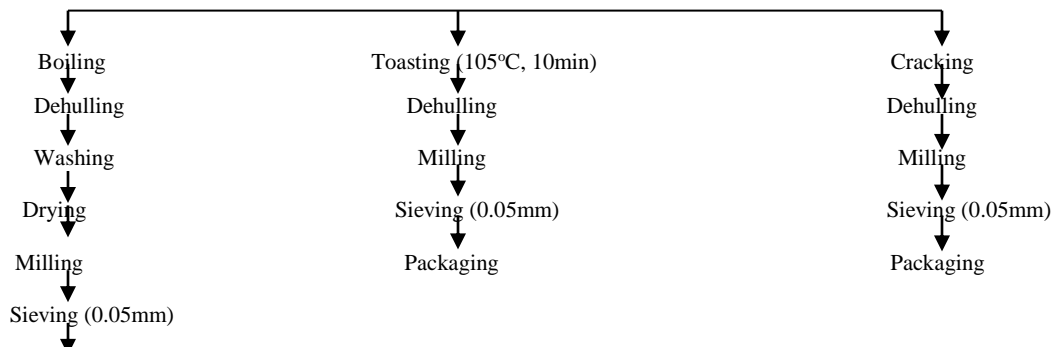 Boiling Toasting (105°C, 10min) Cracking
Dehulling Dehulling Dehulling
Washing Milling Milling
Drying Sieving (0.05mm) Sieving (0.05mm)
Milling Packaging Packaging
Sieving (0.05mm)